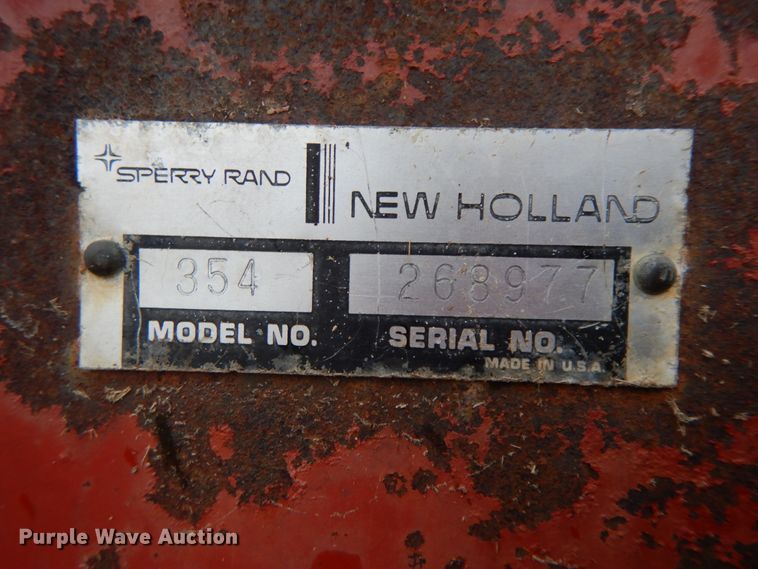 SPERRY RAND
NEW HOLLAND
354
268977
MODEL NO.
SERIAL NO.
MADE IN U.S.A.
Purple Wave Auction